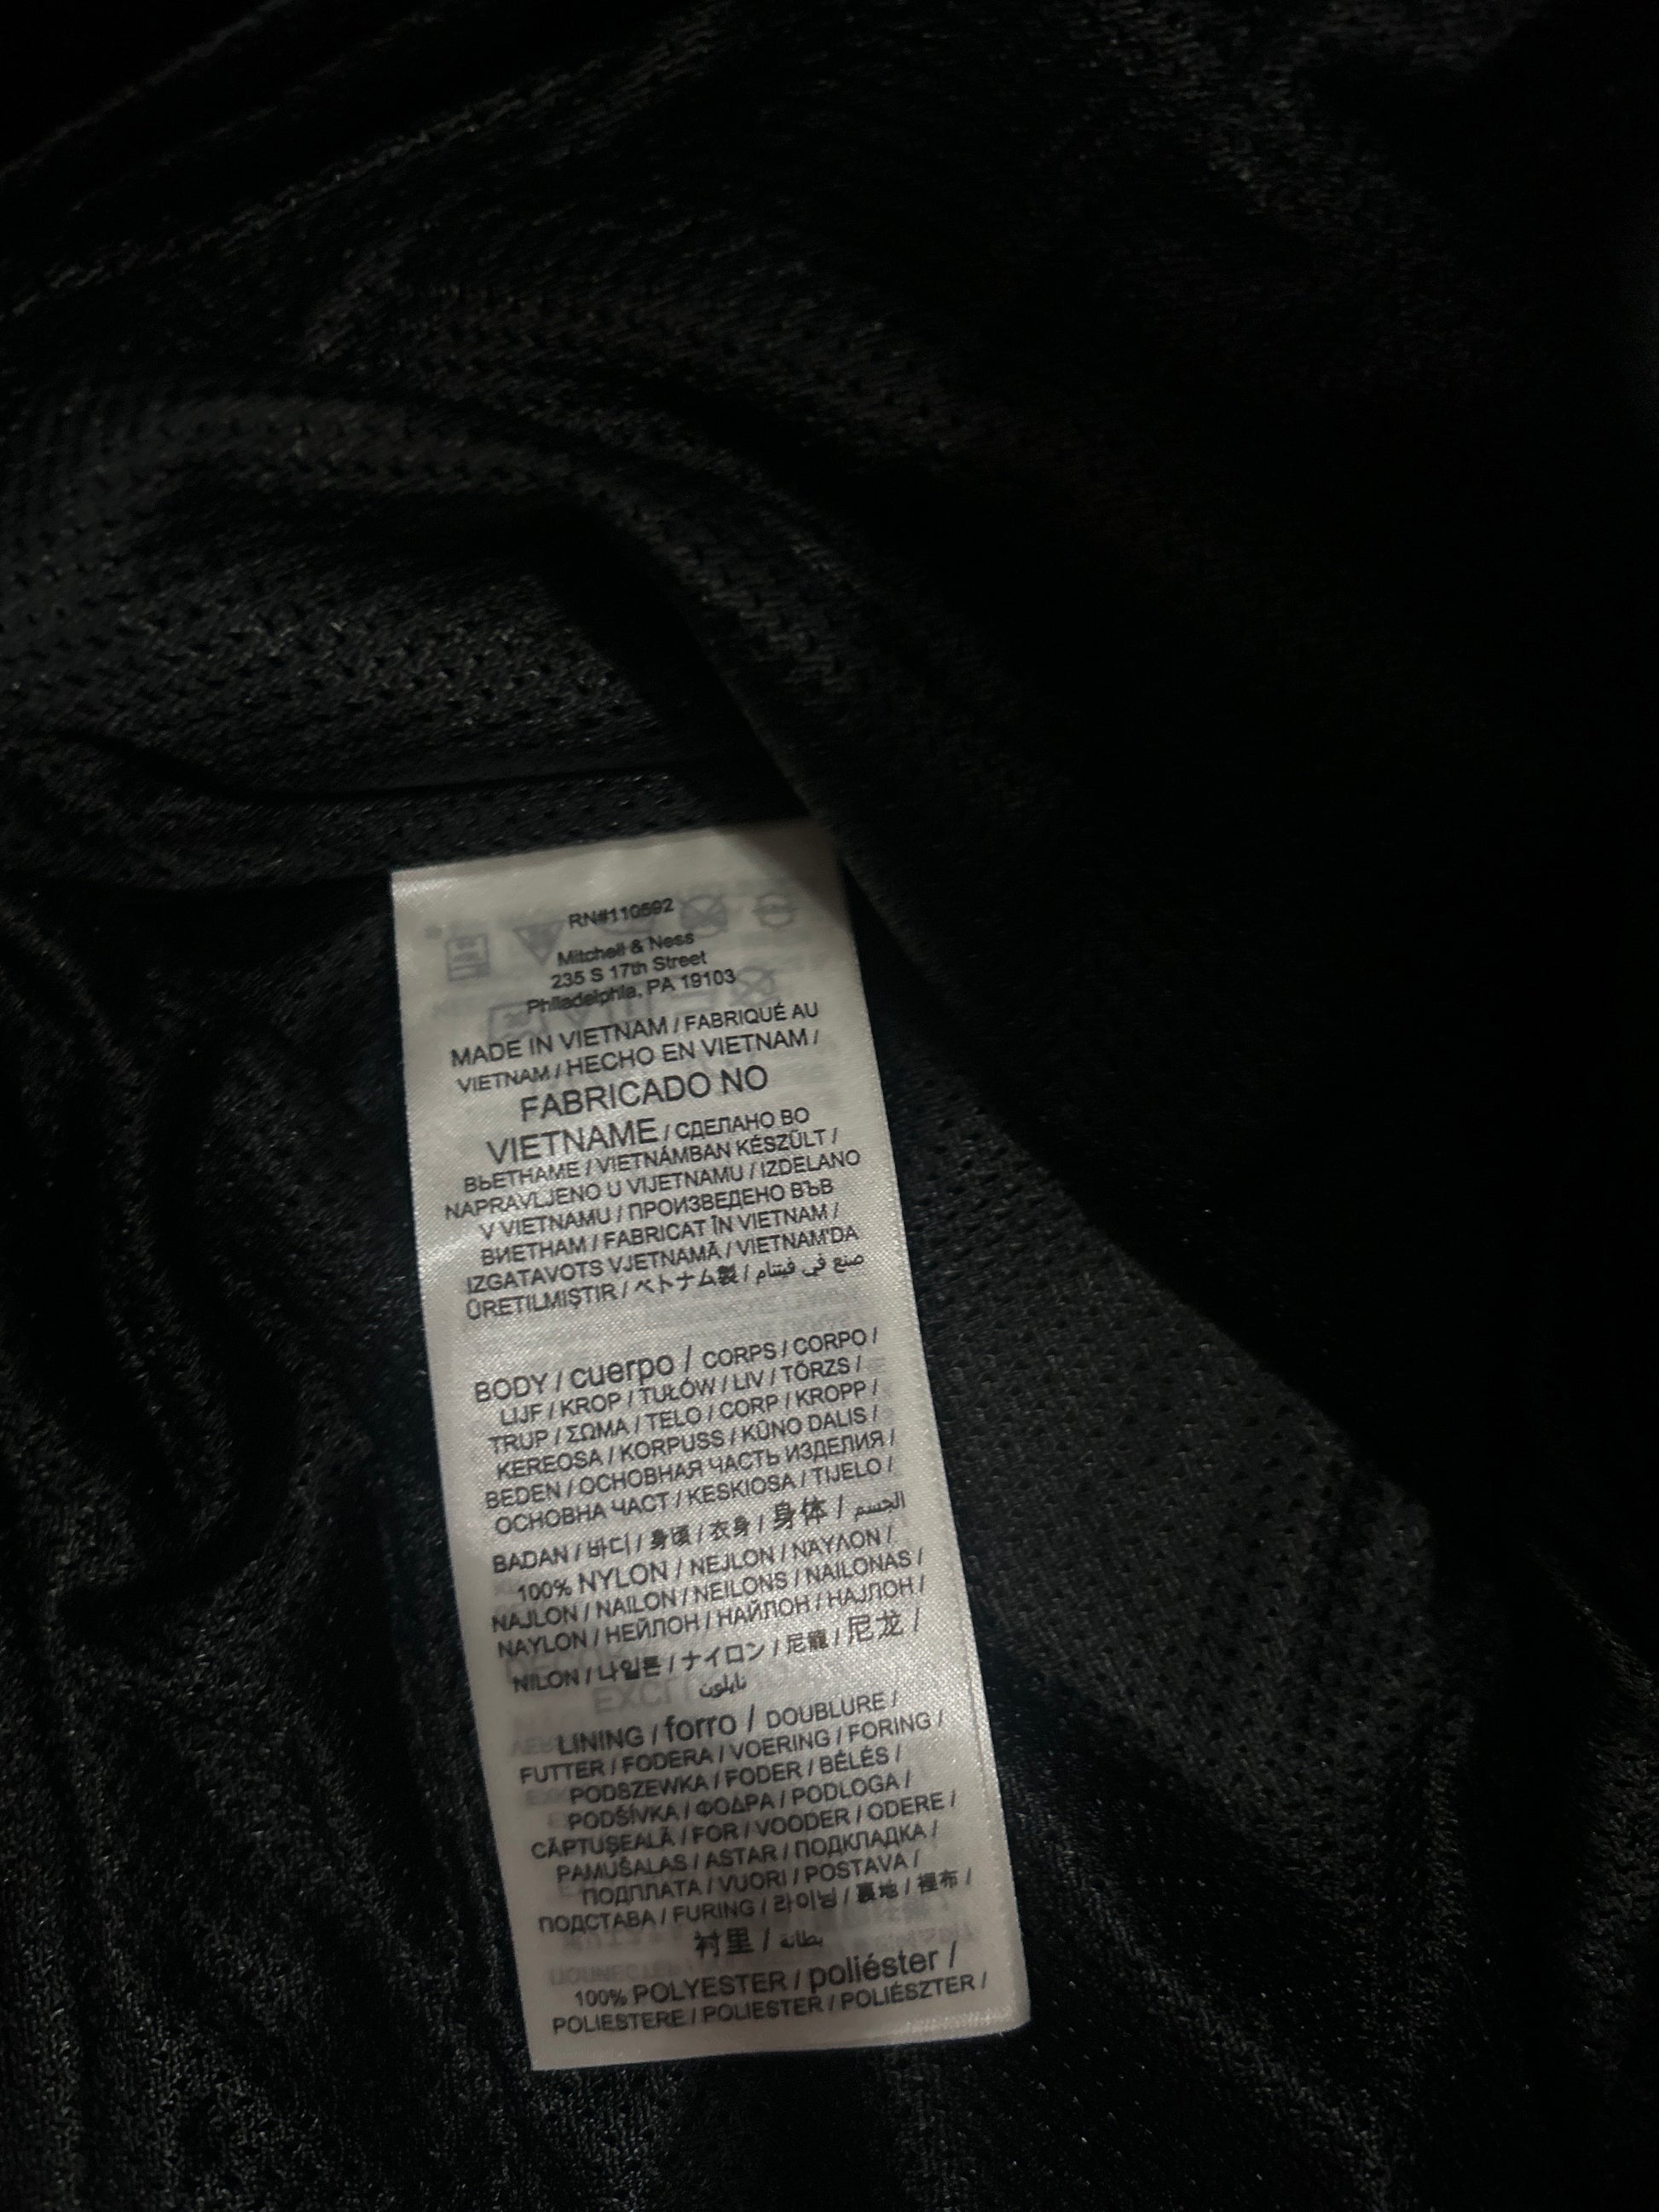 RN#110592
Mitchell & Ness
235 S 17th Street
Philadelphia, PA 19103
MADE IN VIETNAM / FABRIQUÉ AU
VIETNAM / HECHO EN VIETNAM /
FABRICADO NO
VIETNAME / СДЕЛАНО ВО
ВЬЕТНАМЕ / VIETNÁMBAN KÉSZÜLT /
NAPRAVLJENO U VIJETNAMU / IZDELANO
V VIETNAMU / ПРОИЗВЕДЕНО ВЪВ
ВИЕТНАМ / FABRICAT ÎN VIETNAM /
IZGATAVOTS VJETNAMĀ / VIETNAM'DA
ÜRETILMIŞTIR / ベトナム製 / صنع في فيتنام
BODY / cuerpo / CORPS / CORPO /
LIJF / KROP / TUŁÓW / LIV / TÖRZS /
TRUP / ΣΩΜΑ / TELO / CORP / KROPP /
KEREOSA / KORPUSS / KŪNO DALIS /
BEDEN / ОСНОВНАЯ ЧАСТЬ ИЗДЕЛИЯ /
ОСНОВНА ЧАСТ / KESKIOSA / TIJELO /
BADAN / 바디 / 身頃 / 衣身 / 身体 / الجسم
100% NYLON / NEJLON / ΝΑΥΛΟΝ /
NAJLON / NAILON / NEILONS / NAILONAS /
NAYLON / НЕЙЛОН / НАЙЛОН / НАЈЛОН /
NILON / 나일론 / ナイロン / 尼龍 / 尼龙 /
نايلون
LINING / forro / DOUBLURE /
FUTTER / FODERA / VOERING / FORING /
PODSZEWKA / FODER / BÉLÉS /
PODŠÍVKA / ΦΟΔΡΑ / PODLOGA /
CĂPTUŞEALĂ / FOR / VOODER / ODERE /
PAMUŠALAS / ASTAR / ПОДКЛАДКА /
ПОДПЛАТА / VUORI / POSTAVA /
ПОДСТАВА / FURING / 라이닝 / 裏地 / 裡布 /
衬里 / بطانة
100% POLYESTER / poliéster /
POLIESTERE / POLIESTER / POLIÉSZTER /